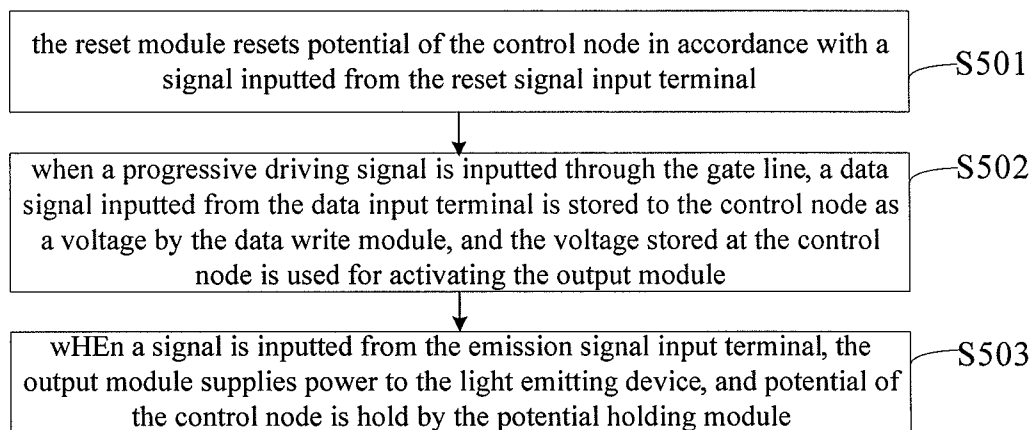 the reset module resets potential of the control node in accordance with a
signal inputted from the reset signal input terminal
S501
when a progressive driving signal is inputted through the gate line, a data
signal inputted from the data input terminal is stored to the control node as
a voltage by the data write module, and the voltage stored at the control
node is used for activating the output module
S502
wHEn a signal is inputted from the emission signal input terminal, the
output module supplies power to the light emitting device, and potential of
the control node is hold by the potential holding module
S503